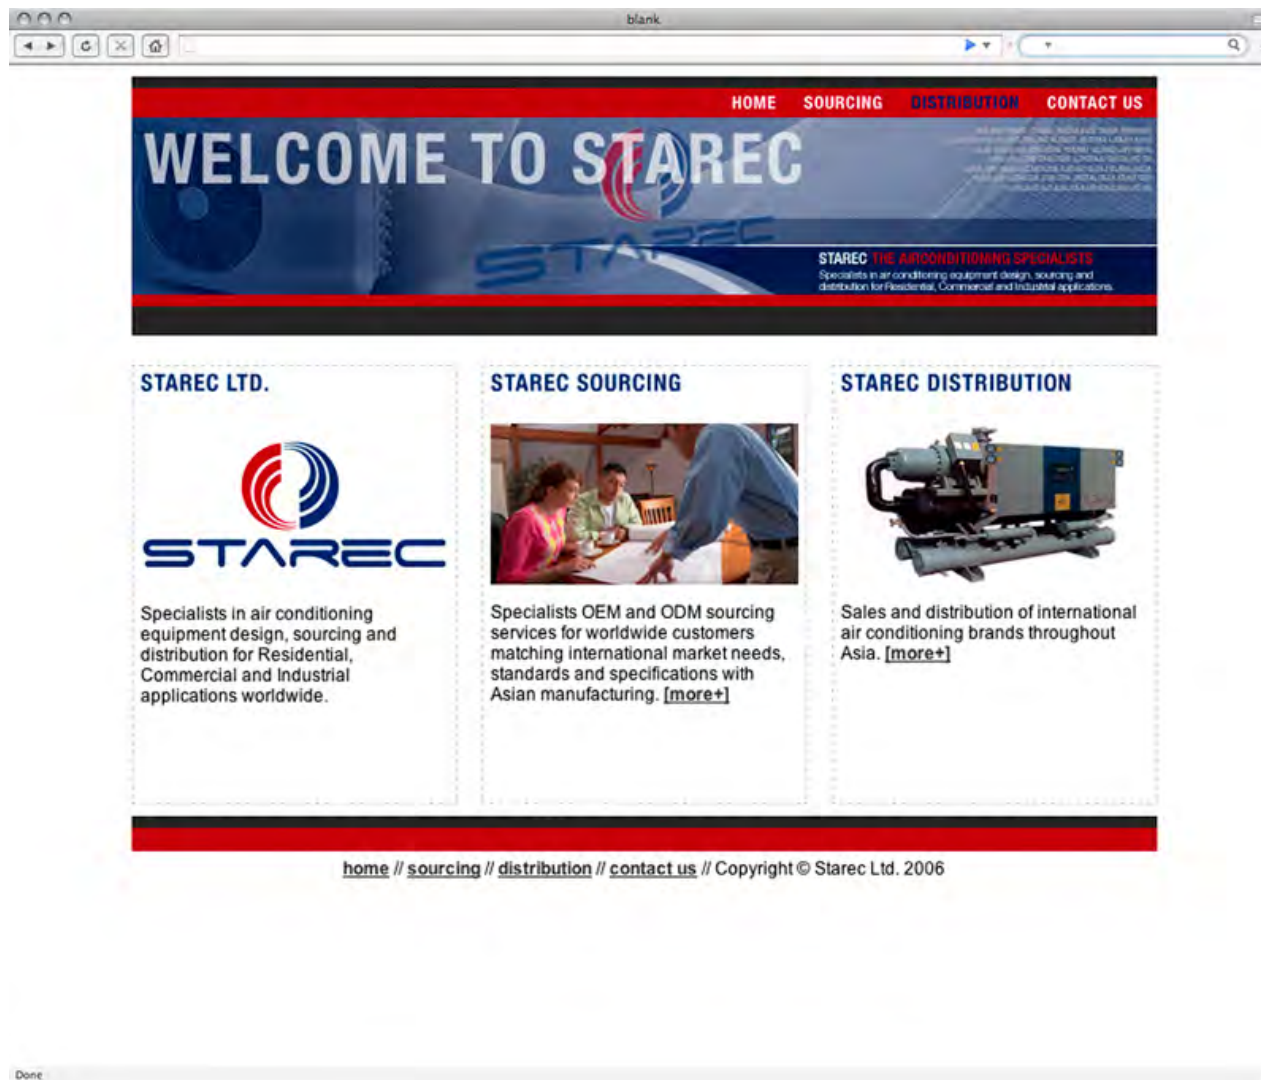 blank
HOME SOURCING DISTRIBUTION CONTACT US
WELCOME TO STAREC
STAREC
STAREC THE AIRCONDITIONING SPECIALISTS
Specialists in air conditioning equipment design, sourcing and
distribution for Residential, Commercial and Industrial applications.
STAREC LTD.
STAREC
Specialists in air conditioning
equipment design, sourcing and
distribution for Residential,
Commercial and Industrial
applications worldwide.
STAREC SOURCING
Specialists OEM and ODM sourcing
services for worldwide customers
matching international market needs,
standards and specifications with
Asian manufacturing. [more+]
STAREC DISTRIBUTION
Sales and distribution of international
air conditioning brands throughout
Asia. [more+]
home // sourcing // distribution // contact us // Copyright © Starec Ltd. 2006
Done